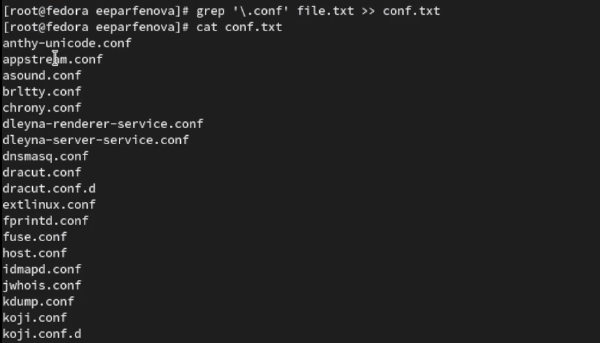 [root@fedora eeparfenova]# grep '\.conf' file.txt >> conf.txt
[root@fedora eeparfenova]# cat conf.txt
anthy-unicode.conf
appstream.conf
asound.conf
brltty.conf
chrony.conf
dleyna-renderer-service.conf
dleyna-server-service.conf
dnsmasq.conf
dracut.conf
dracut.conf.d
extlinux.conf
fprintd.conf
fuse.conf
host.conf
idmapd.conf
jwhois.conf
kdump.conf
koji.conf
koji.conf.d